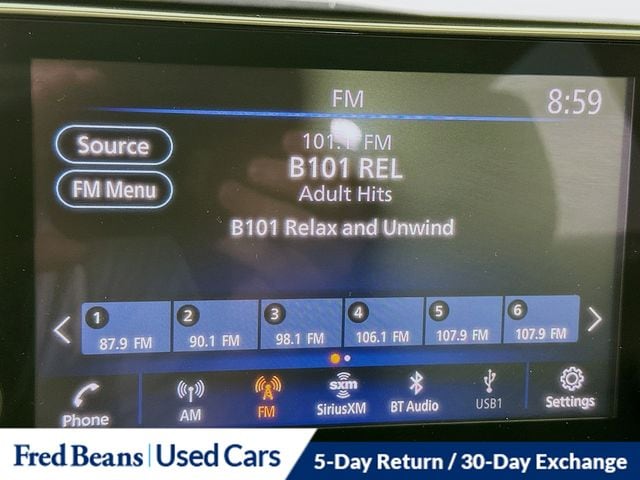 FM
8:59
Source
101.1 FM
B101 REL
FM Menu
Adult Hits
B101 Relax and Unwind
1 2 3 4 5 6
87.9 FM 90.1 FM 98.1 FM 106.1 FM 107.9 FM 107.9 FM
sxm
Phone AM FM SiriusXM BT Audio USB1 Settings
Fred Beans Used Cars
5-Day Return / 30-Day Exchange